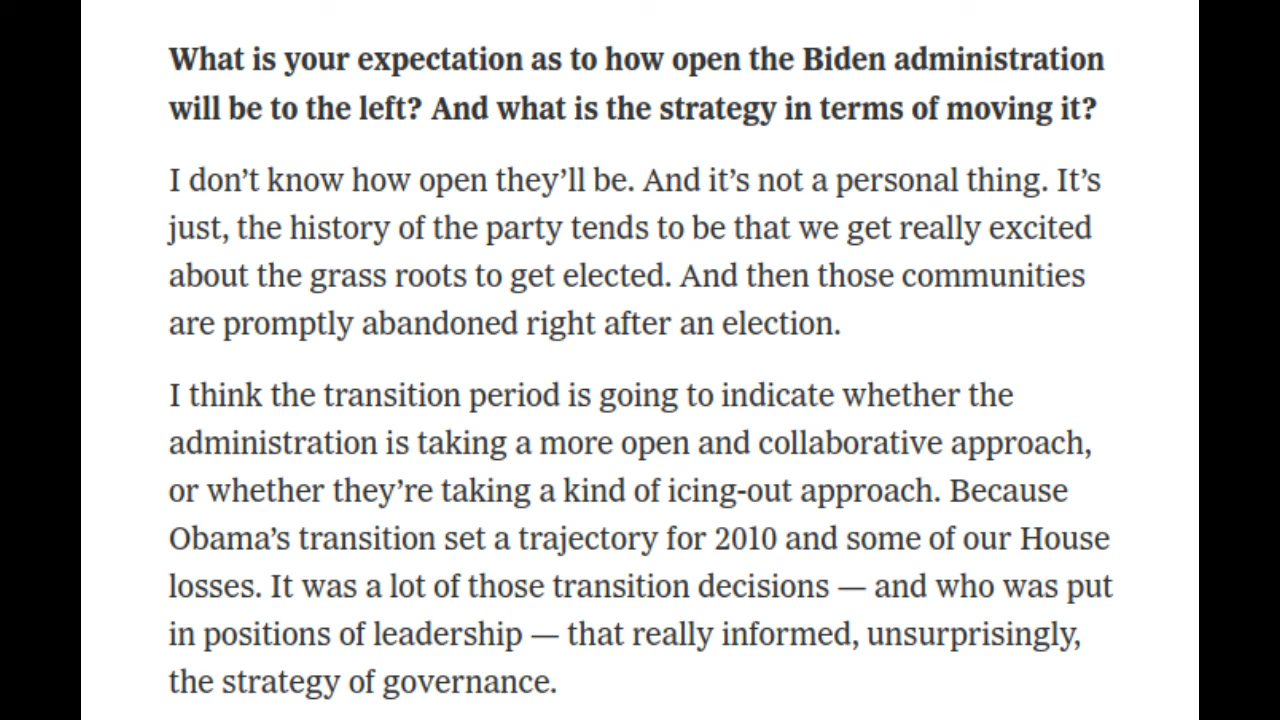 What is your expectation as to how open the Biden administration
will be to the left? And what is the strategy in terms of moving it?
I don’t know how open they’ll be. And it’s not a personal thing. It’s
just, the history of the party tends to be that we get really excited
about the grass roots to get elected. And then those communities
are promptly abandoned right after an election.
I think the transition period is going to indicate whether the
administration is taking a more open and collaborative approach,
or whether they’re taking a kind of icing-out approach. Because
Obama’s transition set a trajectory for 2010 and some of our House
losses. It was a lot of those transition decisions — and who was put
in positions of leadership — that really informed, unsurprisingly,
the strategy of governance.